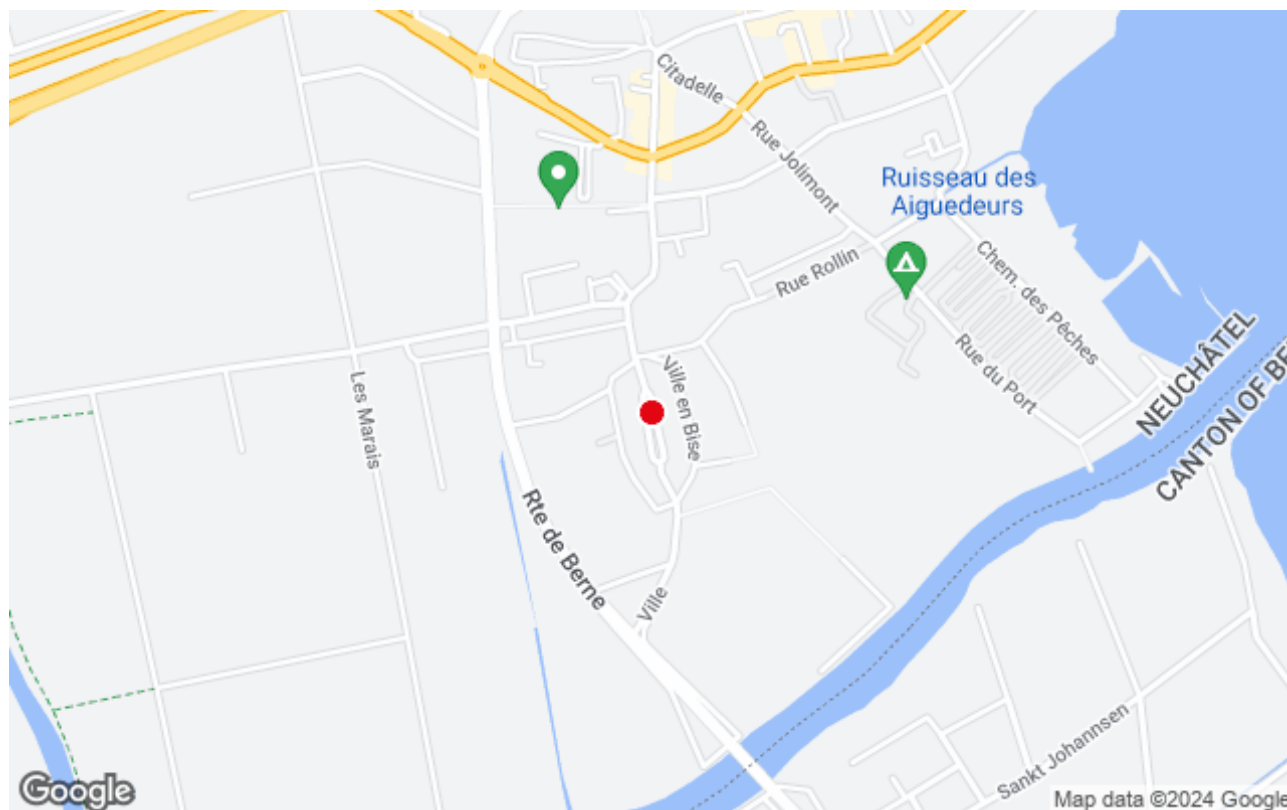 Citadelle
Rue Jolimont
Ruisseau des
Aiguedeurs
Rue Rollin
Chem. des Pêches
Rue du Port
NEUCHÂTEL
CANTON OF BE
Les Marais
Ville en Bise
Rte de Berne
Ville
Sankt Johannsen
Google
Map data ©2024 Google